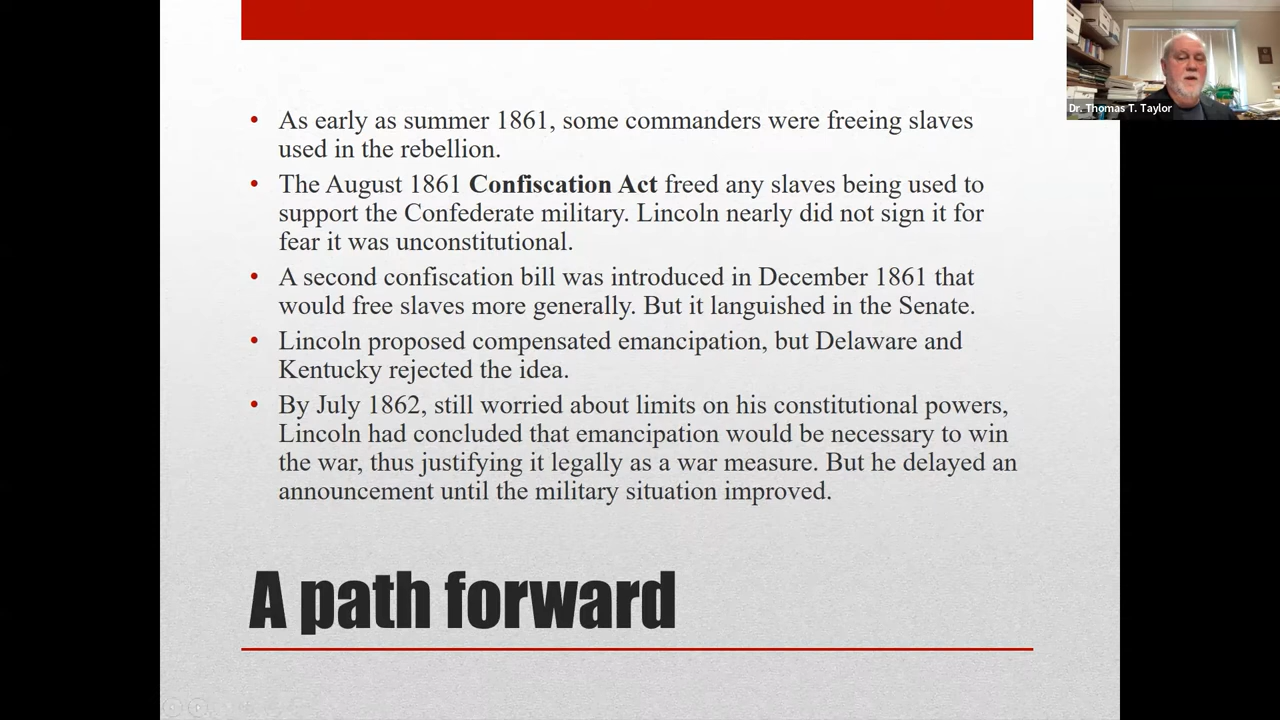 • As early as summer 1861, some commanders were freeing slaves
used in the rebellion.
• The August 1861 Confiscation Act freed any slaves being used to
support the Confederate military. Lincoln nearly did not sign it for
fear it was unconstitutional.
• A second confiscation bill was introduced in December 1861 that
would free slaves more generally. But it languished in the Senate.
• Lincoln proposed compensated emancipation, but Delaware and
Kentucky rejected the idea.
• By July 1862, still worried about limits on his constitutional powers,
Lincoln had concluded that emancipation would be necessary to win
the war, thus justifying it legally as a war measure. But he delayed an
announcement until the military situation improved.
A path forward
Dr. Thomas T. Taylor